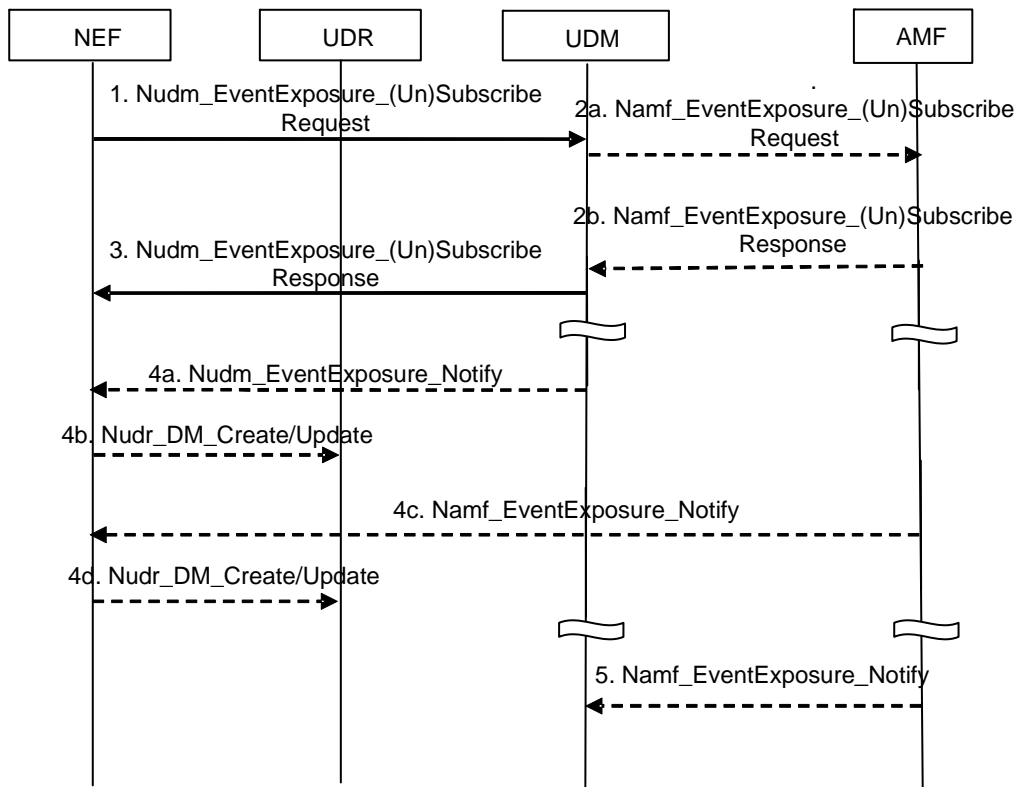 NEF
UDR
UDM
AMF
1. Nudm_EventExposure_(Un)Subscribe
Request
.
2a. Namf_EventExposure_(Un)Subscribe
Request
2b. Namf_EventExposure_(Un)Subscribe
Response
3. Nudm_EventExposure_(Un)Subscribe
Response
4a. Nudm_EventExposure_Notify
4b. Nudr_DM_Create/Update
4c. Namf_EventExposure_Notify
4d. Nudr_DM_Create/Update
5. Namf_EventExposure_Notify